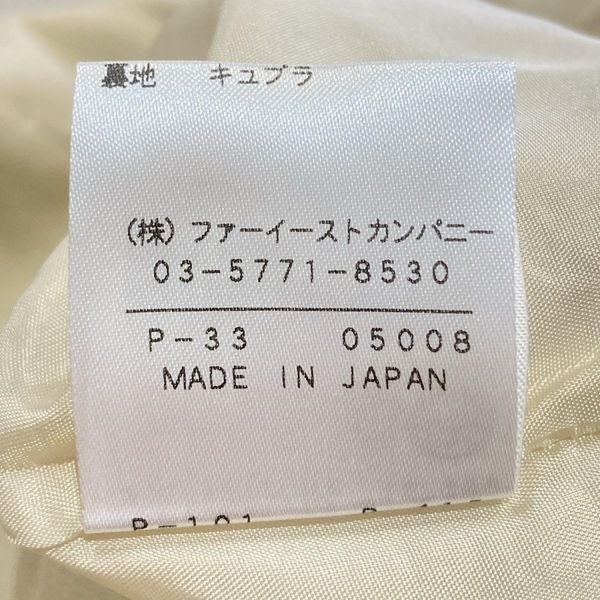 裏地 キュプラ
(株)ファーイーストカンパニー
03-5771-8530
P-33 05008
MADE IN JAPAN
P-101